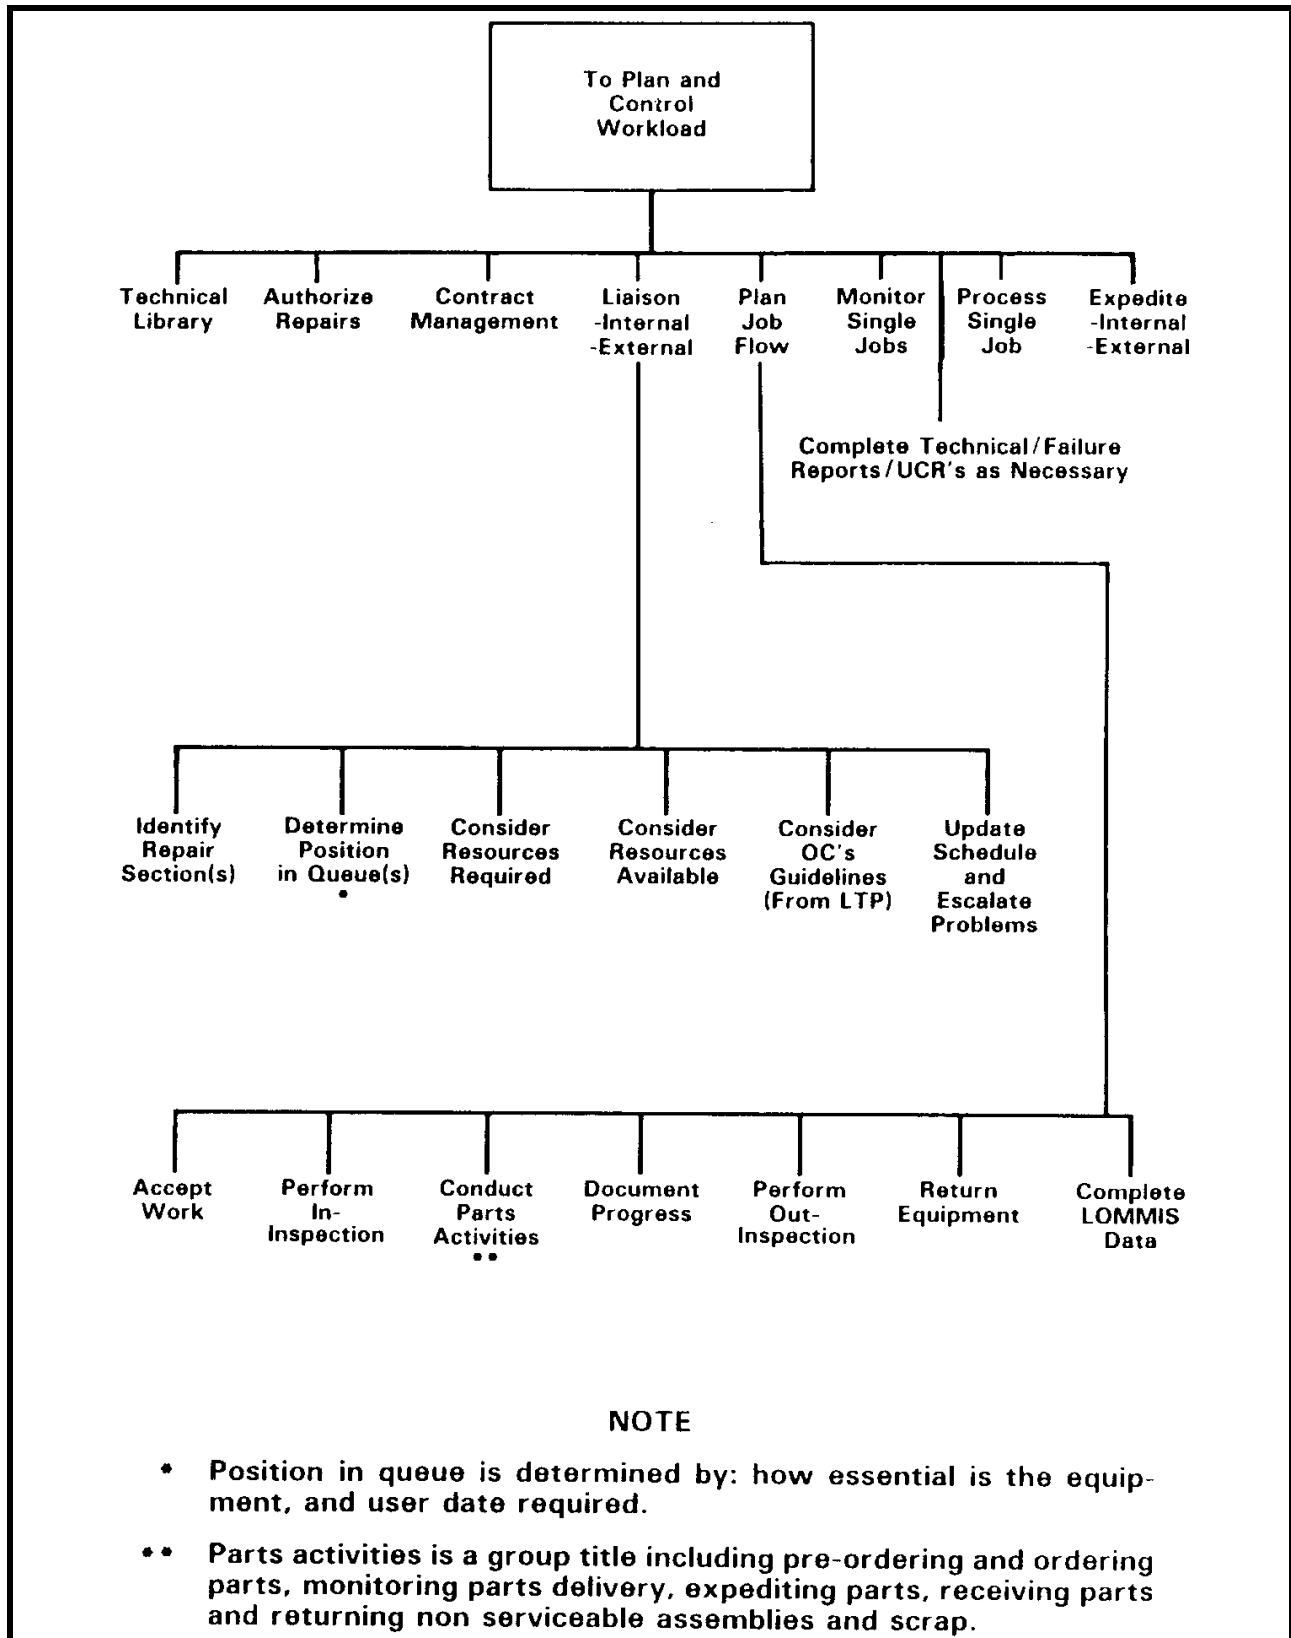 To Plan and
Control
Workload
Technical
Library
Authorize
Repairs
Contract
Management
Liaison
-Internal
-External
Plan
Job
Flow
Monitor
Single
Jobs
Process
Single
Job
Expedite
-Internal
-External
Complete Technical/Failure
Reports/UCR's as Necessary
Identify
Repair
Section(s)
Determine
Position
in Queue(s)
*
Consider
Resources
Required
Consider
Resources
Available
Consider
OC's
Guidelines
(From LTP)
Update
Schedule
and
Escalate
Problems
Accept
Work
Perform
In-
Inspection
Conduct
Parts
Activities
**
Document
Progress
Perform
Out-
Inspection
Return
Equipment
Complete
LOMMIS
Data
NOTE
* Position in queue is determined by: how essential is the equip-
ment, and user date required.
** Parts activities is a group title including pre-ordering and ordering
parts, monitoring parts delivery, expediting parts, receiving parts
and returning non serviceable assemblies and scrap.